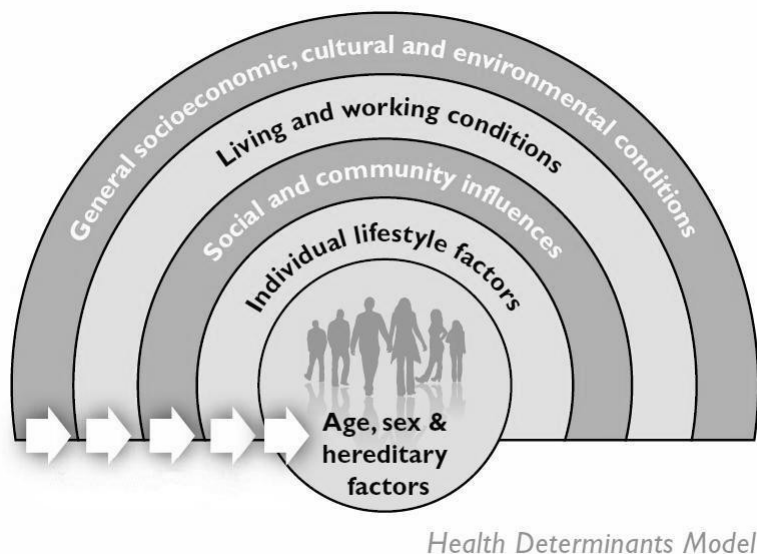 General socioeconomic, cultural and environmental conditions
Living and working conditions
Social and community influences
Individual lifestyle factors
Age, sex &
hereditary
factors
Health Determinants Model